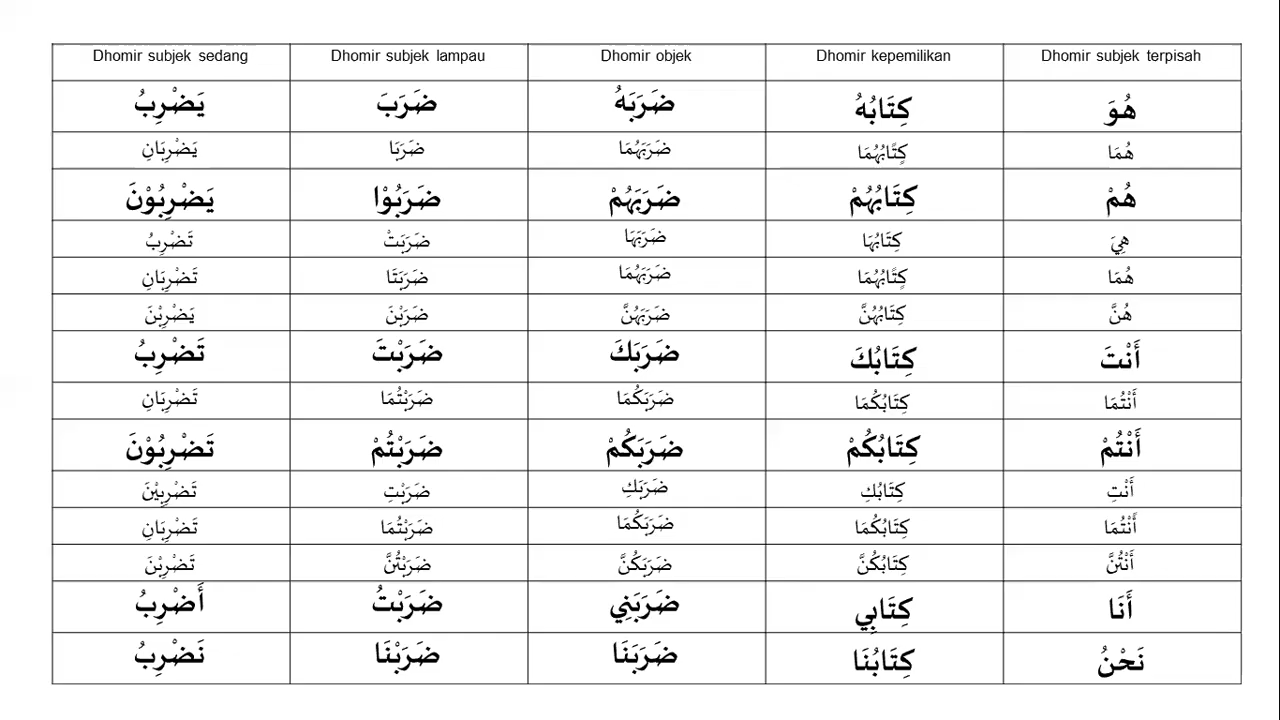 Dhomir subjek sedang Dhomir subjek lampau Dhomir objek Dhomir kepemilikan Dhomir subjek terpisah
هُوَ كِتَابُهُ ضَرَبَهُ ضَرَبَ يَضْرِبُ
هُمَا كِتَابُهُمَا ضَرَبَهُمَا ضَرَبَا يَضْرِبَانِ
هُمْ كِتَابُهُمْ ضَرَبَهُمْ ضَرَبُوْا يَضْرِبُوْنَ
هِيَ كِتَابُهَا ضَرَبَهَا ضَرَبَتْ تَضْرِبُ
هُمَا كِتَابُهُمَا ضَرَبَهُمَا ضَرَبَتَا تَضْرِبَانِ
هُنَّ كِتَابُهُنَّ ضَرَبَهُنَّ ضَرَبْنَ يَضْرِبْنَ
أَنْتَ كِتَابُكَ ضَرَبَكَ ضَرَبْتَ تَضْرِبُ
أَنْتُمَا كِتَابُكُمَا ضَرَبَكُمَا ضَرَبْتُمَا تَضْرِبَانِ
أَنْتُمْ كِتَابُكُمْ ضَرَبَكُمْ ضَرَبْتُمْ تَضْرِبُوْنَ
أَنْتِ كِتَابُكِ ضَرَبَكِ ضَرَبْتِ تَضْرِبِيْنَ
أَنْتُمَا كِتَابُكُمَا ضَرَبَكُمَا ضَرَبْتُمَا تَضْرِبَانِ
أَنْتُنَّ كِتَابُكُنَّ ضَرَبَكُنَّ ضَرَبْتُنَّ تَضْرِبْنَ
أَنَا كِتَابِي ضَرَبَنِي ضَرَبْتُ أَضْرِبُ
نَحْنُ كِتَابُنَا ضَرَبَنَا ضَرَبْنَا نَضْرِبُ